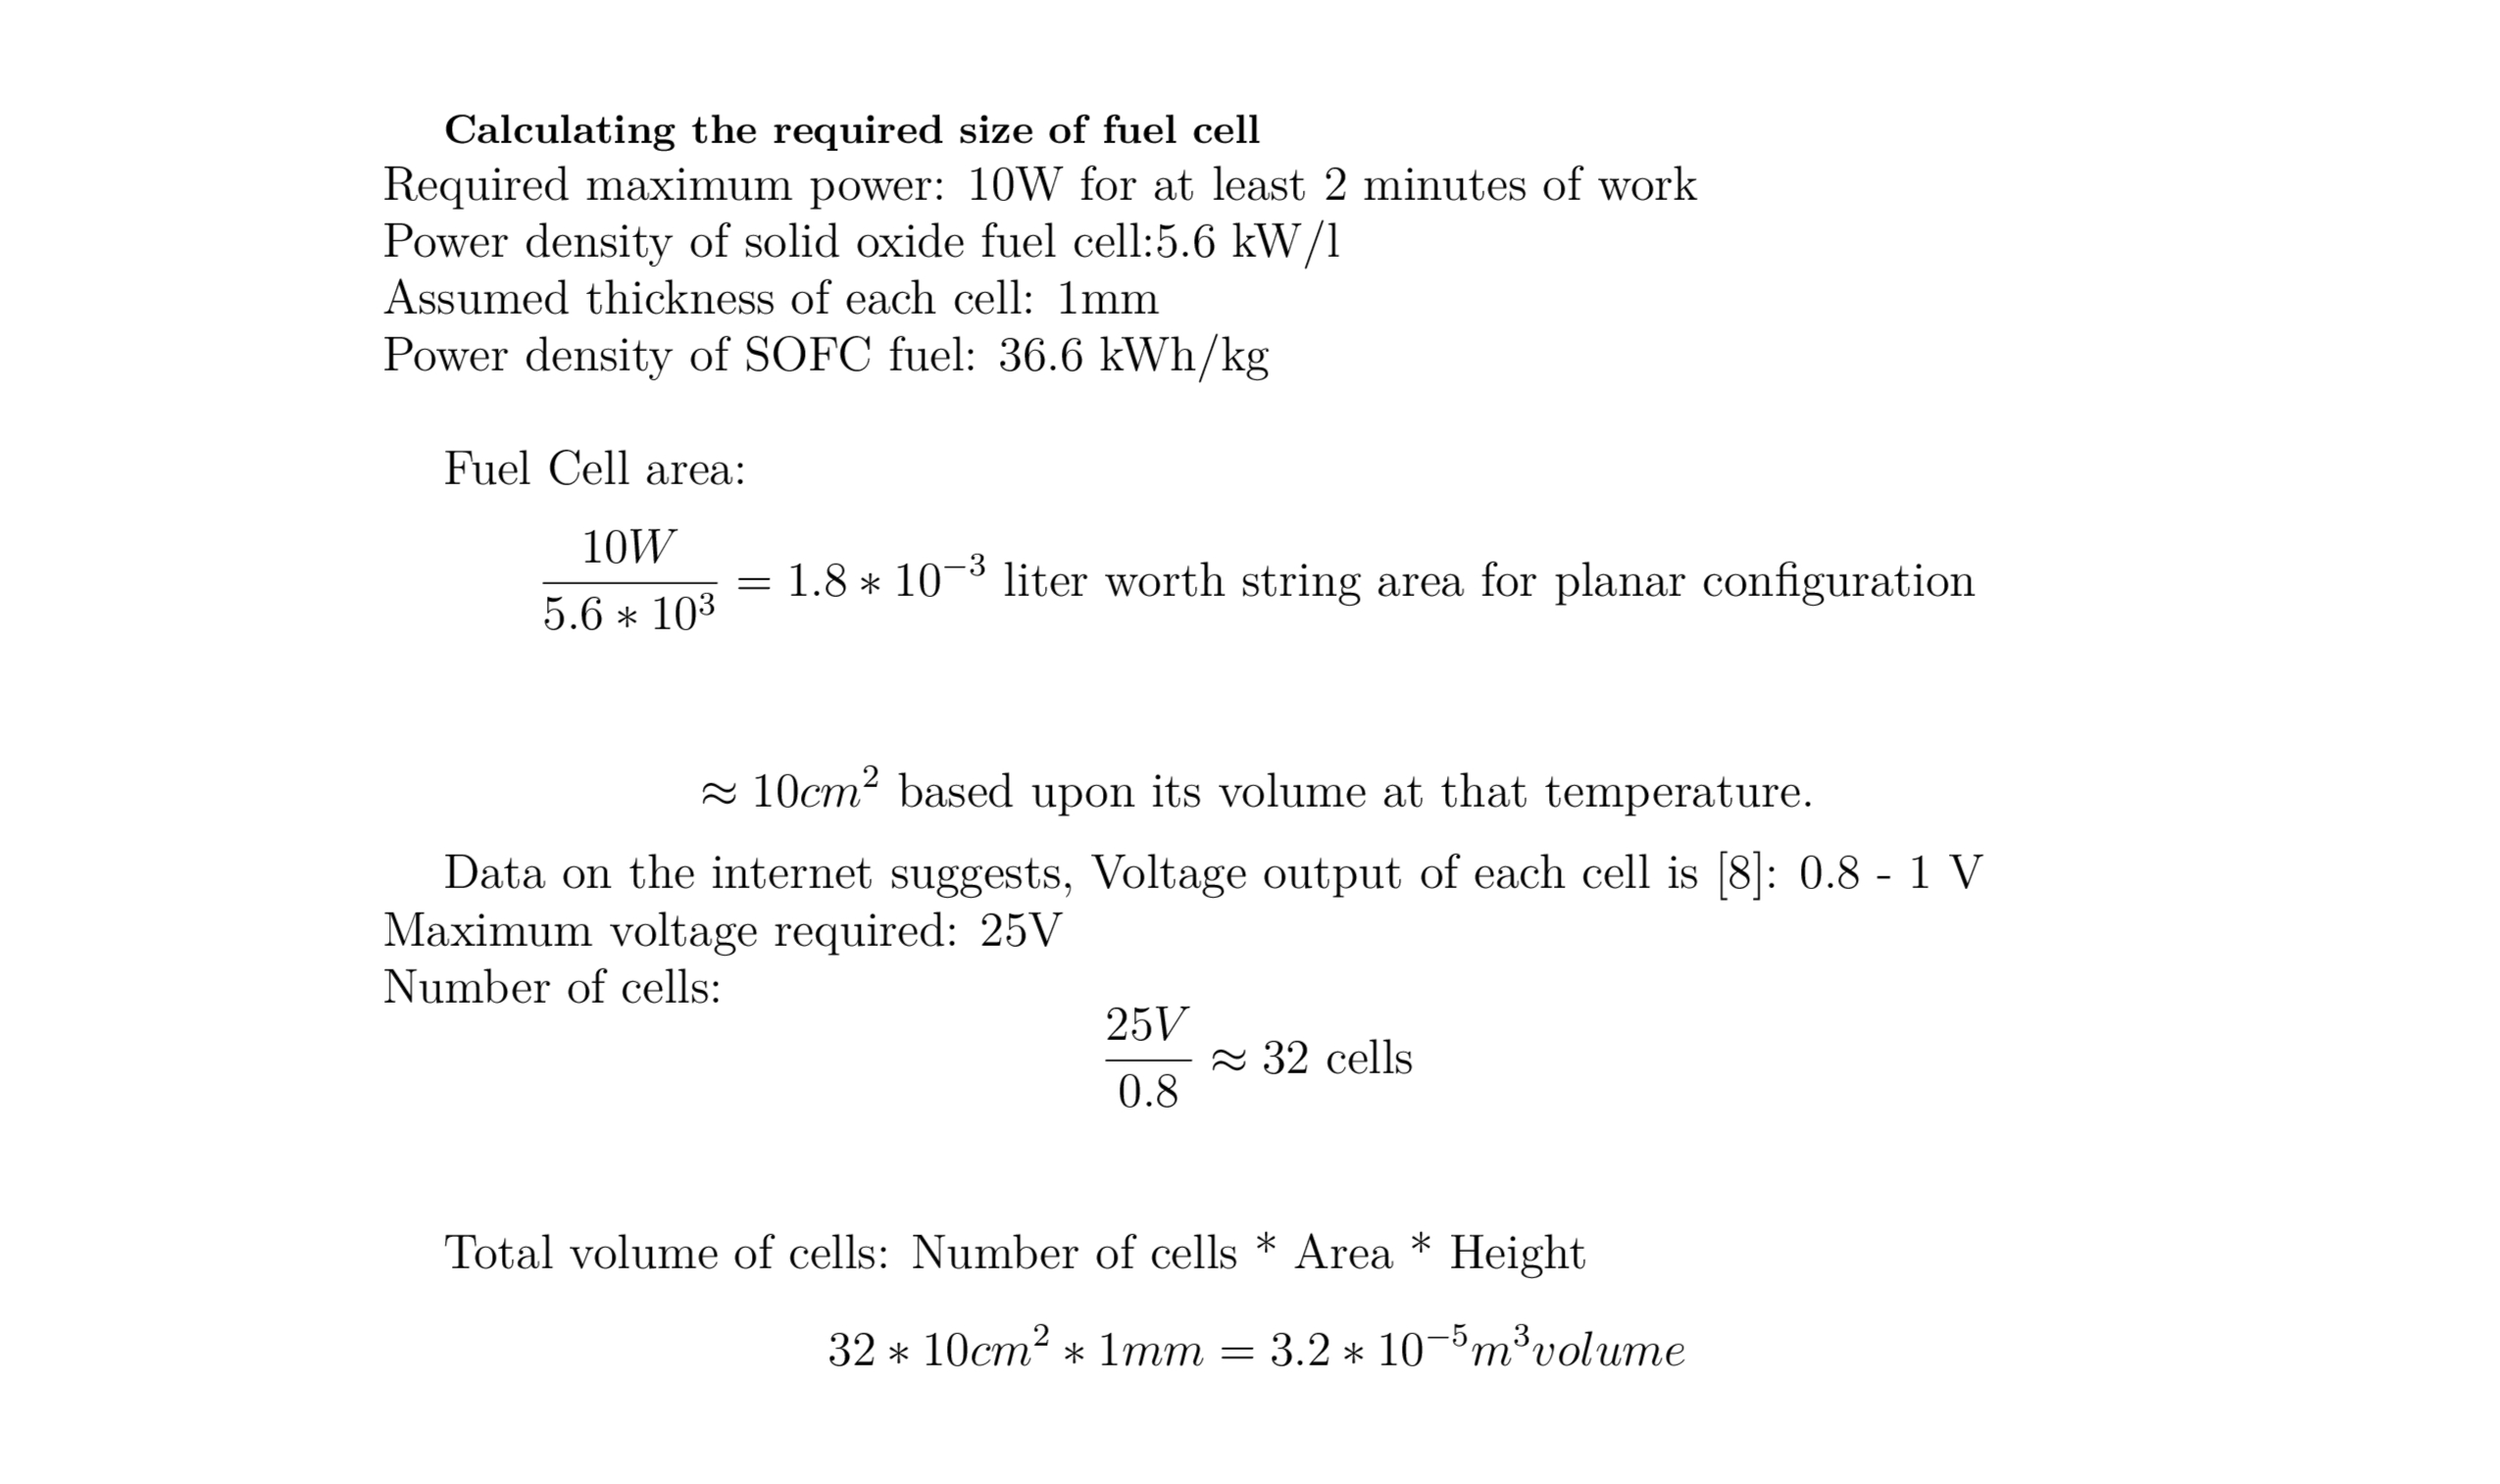 Calculating the required size of fuel cell
Required maximum power: 10W for at least 2 minutes of work
Power density of solid oxide fuel cell:5.6 kW/l
Assumed thickness of each cell: 1mm
Power density of SOFC fuel: 36.6 kWh/kg
Fuel Cell area:
\frac{10W}{5.6 * 10^3} = 1.8 * 10^{-3} liter worth string area for planar configuration
≈ 10cm^2 based upon its volume at that temperature.
Data on the internet suggests, Voltage output of each cell is [8]: 0.8 - 1 V
Maximum voltage required: 25V
Number of cells:
\frac{25V}{0.8} ≈ 32 cells
Total volume of cells: Number of cells * Area * Height
32 * 10cm^2 * 1mm = 3.2 * 10^{-5}m^3volume